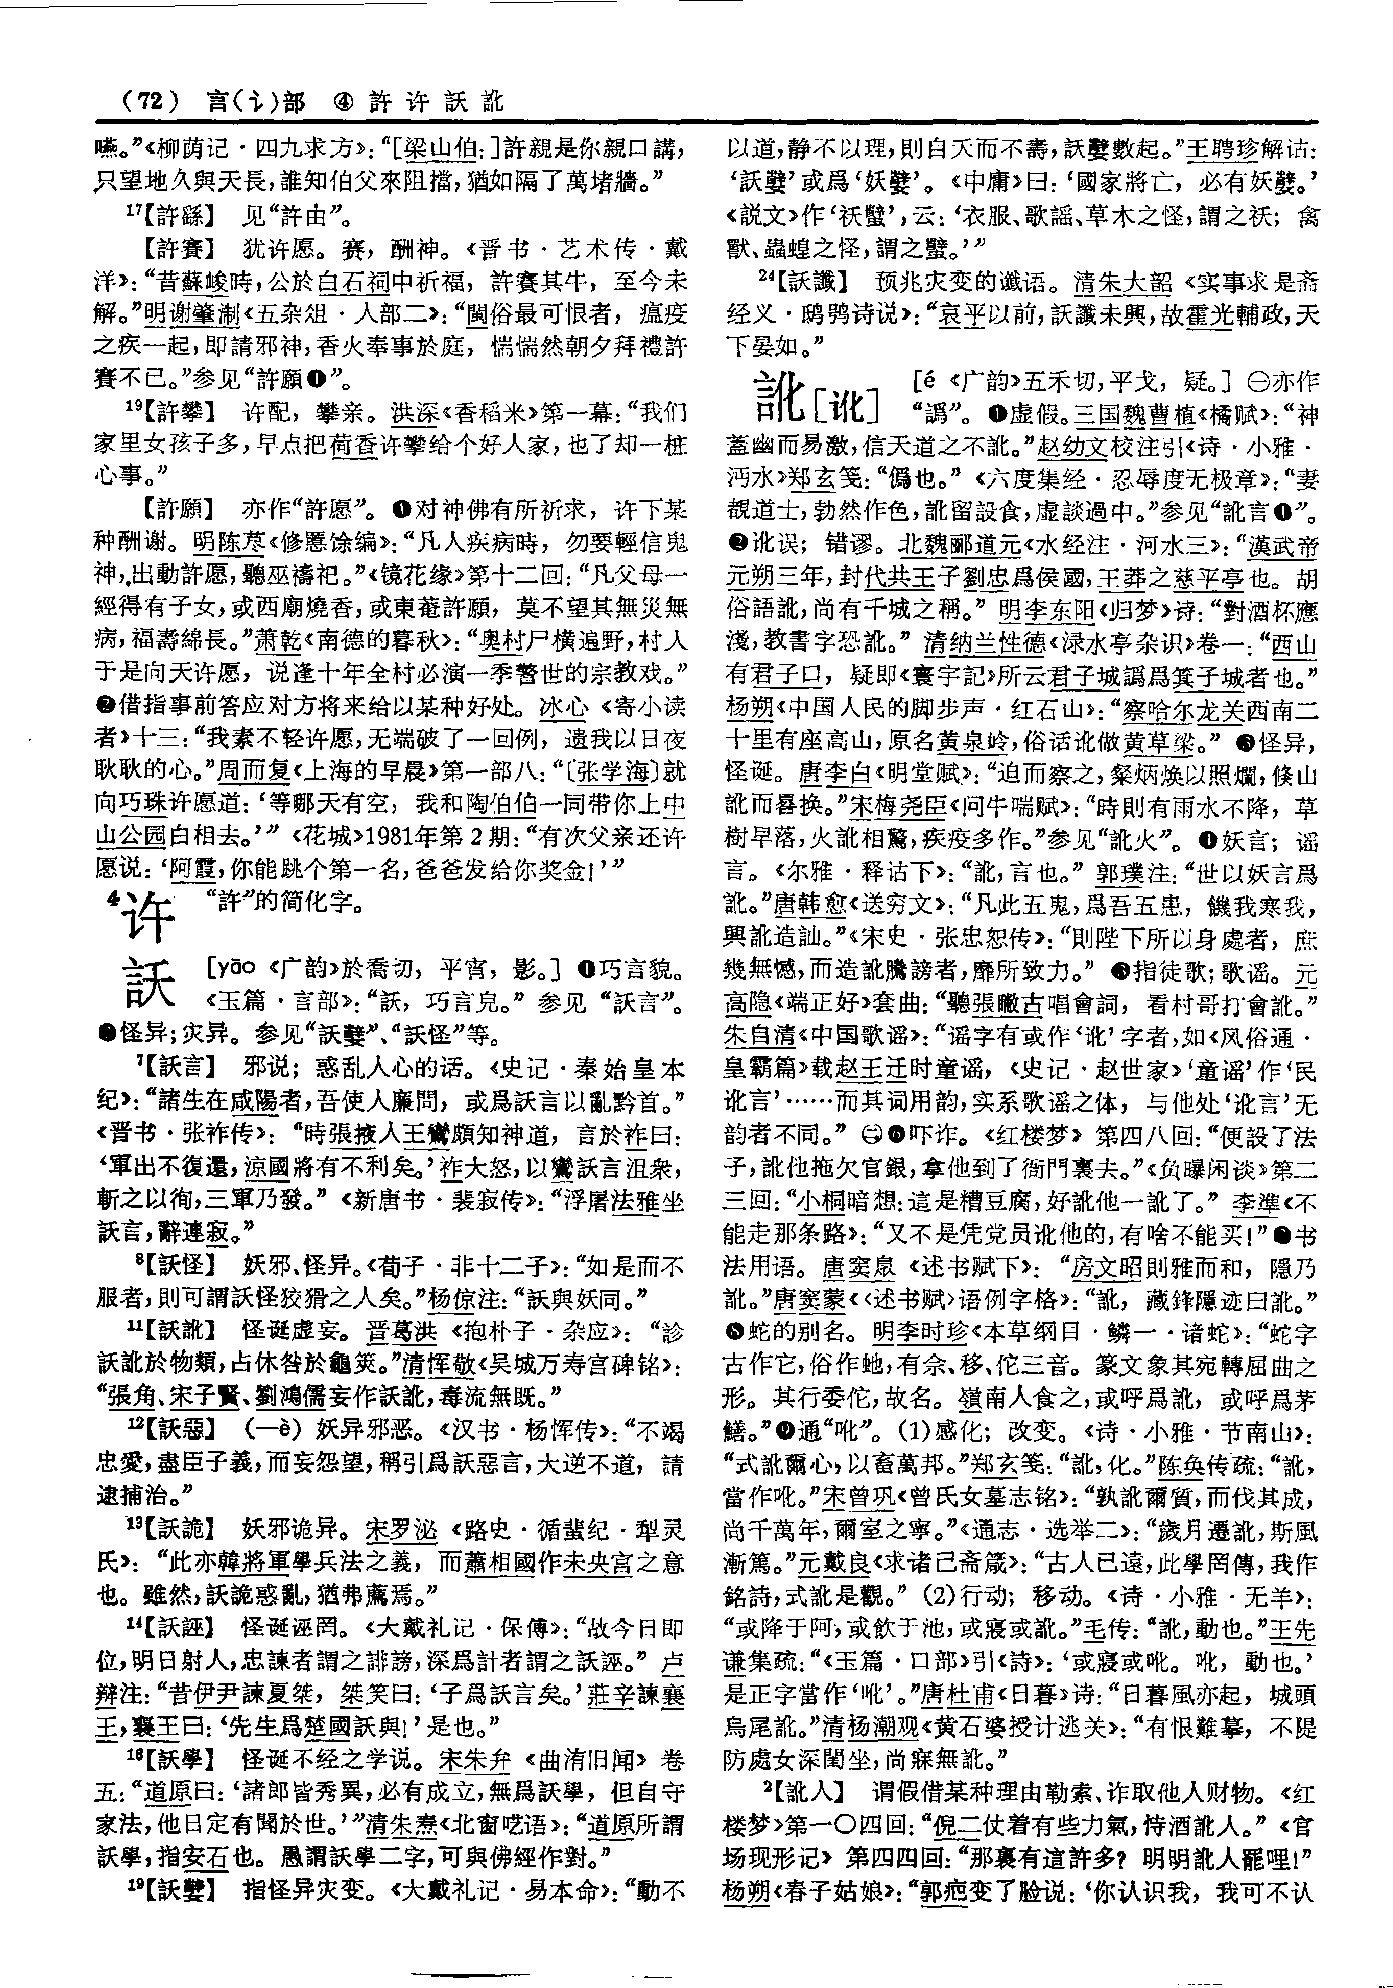 (72) 言(讠)部 ④許许訞訛
嚥。”《柳荫记·四九求方》：“[梁山伯：]許親是你親口講，
只望地久與天長，誰知伯父來阻擋，猶如隔了萬堵牆。”
17【許繇】 见“許由”。
【許賽】 犹许愿。赛，酬神。《晋书·艺术传·戴
洋》：“昔蘇峻時，公於白石祠中祈福，許賽其牛，至今未
解。”明谢肇淛《五杂俎·人部二》：“閩俗最可恨者，瘟疫
之疾一起，即請邪神，香火奉事於庭，惴惴然朝夕拜禮許
賽不已。”参见“許願❶”。
19【許攀】 许配，攀亲。洪深《香稻米》第一幕：“我们
家里女孩子多，早点把荷香许攀给个好人家，也了却一桩
心事。”
【許願】 亦作“許愿”。❶对神佛有所祈求，许下某
种酬谢。明陈荩《修慝馀编》：“凡人疾病時，勿要輕信鬼
神，出動許愿，聽巫禱祀。”《镜花缘》第十二回：“凡父母一
經得有子女，或西廟燒香，或東菴許願，莫不望其無災無
病，福壽綿長。”萧乾《南德的暮秋》：“奥村尸横遍野，村人
于是向天许愿，说逢十年全村必演一季警世的宗教戏。”
❷借指事前答应对方将来给以某种好处。冰心《寄小读
者》十三：“我素不轻许愿，无端破了一回例，遗我以日夜
耿耿的心。”周而复《上海的早晨》第一部八：“〔张学海〕就
向巧珠许愿道：‘等哪天有空，我和陶伯伯一同带你上中
山公园白相去。’”《花城》1981年第2期：“有次父亲还许
愿说：‘阿霞，你能跳个第一名，爸爸发给你奖金！’”
4许 “許”的简化字。
訞 [yāo《广韵》於喬切，平宵，影。] ❶巧言貌。
《玉篇·言部》：“訞，巧言皃。”参见“訞言”。
❷怪异；灾异。参见“訞孼”、“訞怪”等。
7【訞言】 邪说；惑乱人心的话。《史记·秦始皇本
纪》：“諸生在咸陽者，吾使人廉問，或爲訞言以亂黔首。”
《晋书·张祚传》：“時張掖人王鸞頗知神道，言於祚曰：
‘軍出不復還，涼國將有不利矣。’祚大怒，以鸞訞言沮衆，
斬之以徇，三軍乃發。”《新唐书·裴寂传》：“浮屠法雅坐
訞言，辭連寂。”
8【訞怪】 妖邪、怪异。《荀子·非十二子》：“如是而不
服者，則可謂訞怪狡猾之人矣。”杨倞注：“訞與妖同。”
11【訞訛】 怪诞虚妄。晋葛洪《抱朴子·杂应》：“診
訞訛於物類，占休咎於龜筴。”清恽敬《吴城万寿宫碑铭》：
“張角、宋子賢、劉鴻儒妄作訞訛，毒流無既。”
12【訞惡】 (—è) 妖异邪恶。《汉书·杨恽传》：“不竭
忠愛，盡臣子義，而妄怨望，稱引爲訞惡言，大逆不道，請
逮捕治。”
13【訞詭】 妖邪诡异。宋罗泌《路史·循蜚纪·犁灵
氏》：“此亦韓將軍學兵法之義，而蕭相國作未央宫之意
也。雖然，訞詭惑亂，猶弗薦焉。”
14【訞誣】 怪诞诬罔。《大戴礼记·保傅》：“故今日即
位，明日射人，忠諫者謂之誹謗，深爲計者謂之訞誣。”卢
辩注：“昔伊尹諫夏桀，桀笑曰：‘子爲訞言矣。’莊辛諫襄
王，襄王曰：‘先生爲楚國訞與！’是也。”
16【訞學】 怪诞不经之学说。宋朱弁《曲洧旧闻》卷
五：“道原曰：‘諸郎皆秀異，必有成立，無爲訞學，但自守
家法，他日定有聞於世。’”清朱焘《北窗呓语》：“道原所謂
訞學，指安石也。愚謂訞學二字，可與佛經作對。”
19【訞孼】 指怪异灾变。《大戴礼记·易本命》：“動不
以道，静不以理，則自夭而不壽，訞孼數起。”王聘珍解诂：
‘訞孼’或爲‘妖孼’。《中庸》曰：‘國家將亡，必有妖孼。’
《説文》作‘祅蠥’，云：‘衣服、歌謡、草木之怪，謂之祅；禽
獸、蟲蝗之怪，謂之蠥。’”
24【訞讖】 预兆灾变的谶语。清朱大韶《实事求是斋
经义·鸱鸮诗说》：“哀平以前，訞讖未興，故霍光輔政，天
下晏如。”
訛[讹] [é《广韵》五禾切，平戈，疑。] ㊀亦作
“譌”。❶虚假。三国魏曹植《橘赋》：“神
蓋幽而易激，信天道之不訛。”赵幼文校注引《诗·小雅·
沔水》郑玄笺：“僞也。”《六度集经·忍辱度无极章》：“妻
覩道士，勃然作色，訛留設食，虚談過中。”参见“訛言❶”。
❷讹误；错谬。北魏郦道元《水经注·河水三》：“漢武帝
元朔三年，封代共王子劉忠爲侯國，王莽之慈平亭也。胡
俗語訛，尚有千城之稱。”明李东阳《归梦》诗：“對酒杯應
淺，教書字恐訛。”清纳兰性德《渌水亭杂识》卷一：“西山
有君子口，疑即《寰宇記》所云君子城譌爲箕子城者也。”
杨朔《中国人民的脚步声·红石山》：“察哈尔龙关西南二
十里有座高山，原名黄泉岭，俗话讹做黄草梁。”❸怪异，
怪诞。唐李白《明堂赋》：“迫而察之，粲炳焕以照爛，倏山
訛而晷换。”宋梅尧臣《问牛喘赋》：“時則有雨水不降，草
樹早落，火訛相驚，疾疫多作。”参见“訛火”。❹妖言；谣
言。《尔雅·释诂下》：“訛，言也。”郭璞注：“世以妖言爲
訛。”唐韩愈《送穷文》：“凡此五鬼，爲吾五患，饑我寒我，
興訛造訕。”《宋史·张忠恕传》：“則陛下所以身處者，庶
幾無憾，而造訛騰謗者，靡所致力。”❺指徒歌；歌谣。元
高隐《端正好》套曲：“聽張瞰古唱會詞，看村哥打會訛。”
朱自清《中国歌谣》：“谣字有或作‘讹’字者，如《风俗通·
皇霸篇》载赵王迁时童谣，《史记·赵世家》‘童谣’作‘民
讹言’……而其词用韵，实系歌谣之体，与他处‘讹言’无
韵者不同。”㊁❻吓诈。《红楼梦》第四八回：“便設了法
子，訛他拖欠官銀，拿他到了衙門裏去。”《负曝闲谈》第二
三回：“小桐暗想：這是糟豆腐，好訛他一訛了。”李準《不
能走那条路》：“又不是凭党员讹他的，有啥不能买！”❼书
法用语。唐窦臮《述书赋下》：“房文昭則雅而和，隱乃
訛。”唐窦蒙《〈述书赋〉语例字格》：“訛，藏鋒隱迹曰訛。”
❽蛇的别名。明李时珍《本草纲目·鳞一·诸蛇》：“蛇字
古作它，俗作虵，有佘、移、佗三音。篆文象其宛轉屈曲之
形。其行委佗，故名。嶺南人食之，或呼爲訛，或呼爲茅
鱔。”❾通“吪”。(1)感化；改变。《诗·小雅·节南山》：
“式訛爾心，以畜萬邦。”郑玄笺：“訛，化。”陈奂传疏：“訛，
當作吪。”宋曾巩《曾氏女墓志铭》：“孰訛爾質，而伐其成，
尚千萬年，爾室之寧。”《通志·选举二》：“歲月遷訛，斯風
漸篤。”元戴良《求诸己斋箴》：“古人已遠，此學罔傳，我作
銘詩，式訛是觀。”(2)行动；移动。《诗·小雅·无羊》：
“或降于阿，或飲于池，或寢或訛。”毛传：“訛，動也。”王先
谦集疏：“《玉篇·口部》引《詩》：‘或寢或吪。吪，動也。’
是正字當作‘吪’。”唐杜甫《日暮》诗：“日暮風亦起，城頭
烏尾訛。”清杨潮观《黄石婆授计逃关》：“有恨難摹，不隄
防處女深閨坐，尚寐無訛。”
2【訛人】 谓假借某种理由勒索、诈取他人财物。《红
楼梦》第一〇四回：“倪二仗着有些力氣，恃酒訛人。”《官
场现形记》第四四回：“那裏有這許多？明明訛人罷哩！”
杨朔《春子姑娘》：“郭疤变了脸说：‘你认识我，我可不认